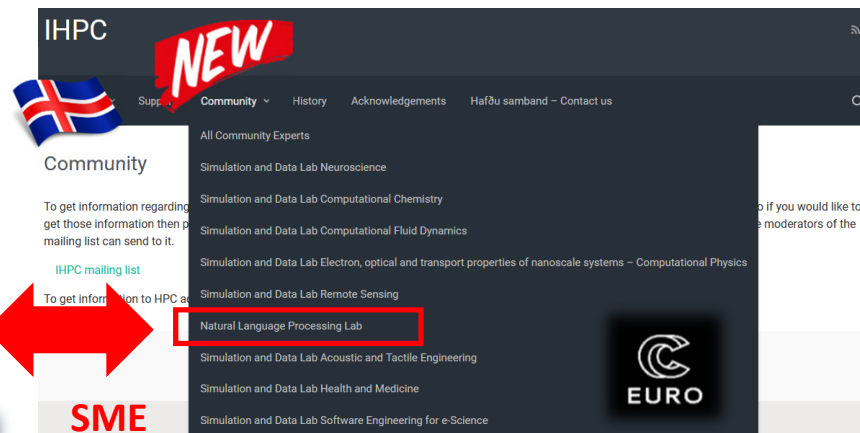 IHPC
NEW
Community
History
Acknowledgements
Hafðu samband – Contact us
All Community Experts
Community
Simulation and Data Lab Neuroscience
Simulation and Data Lab Computational Chemistry
To get information regarding
o if you would like to
get those information then
moderators of the
mailing list can send to it.
Simulation and Data Lab Computational Fluid Dynamics
Simulation and Data Lab Electron, optical and transport properties of nanoscale systems – Computational Physics
IHPC mailing list
Simulation and Data Lab Remote Sensing
To get information to HPC
Natural Language Processing Lab
Simulation and Data Lab Acoustic and Tactile Engineering
Simulation and Data Lab Health and Medicine
EURO
SME
Simulation and Data Lab Software Engineering for e-Science